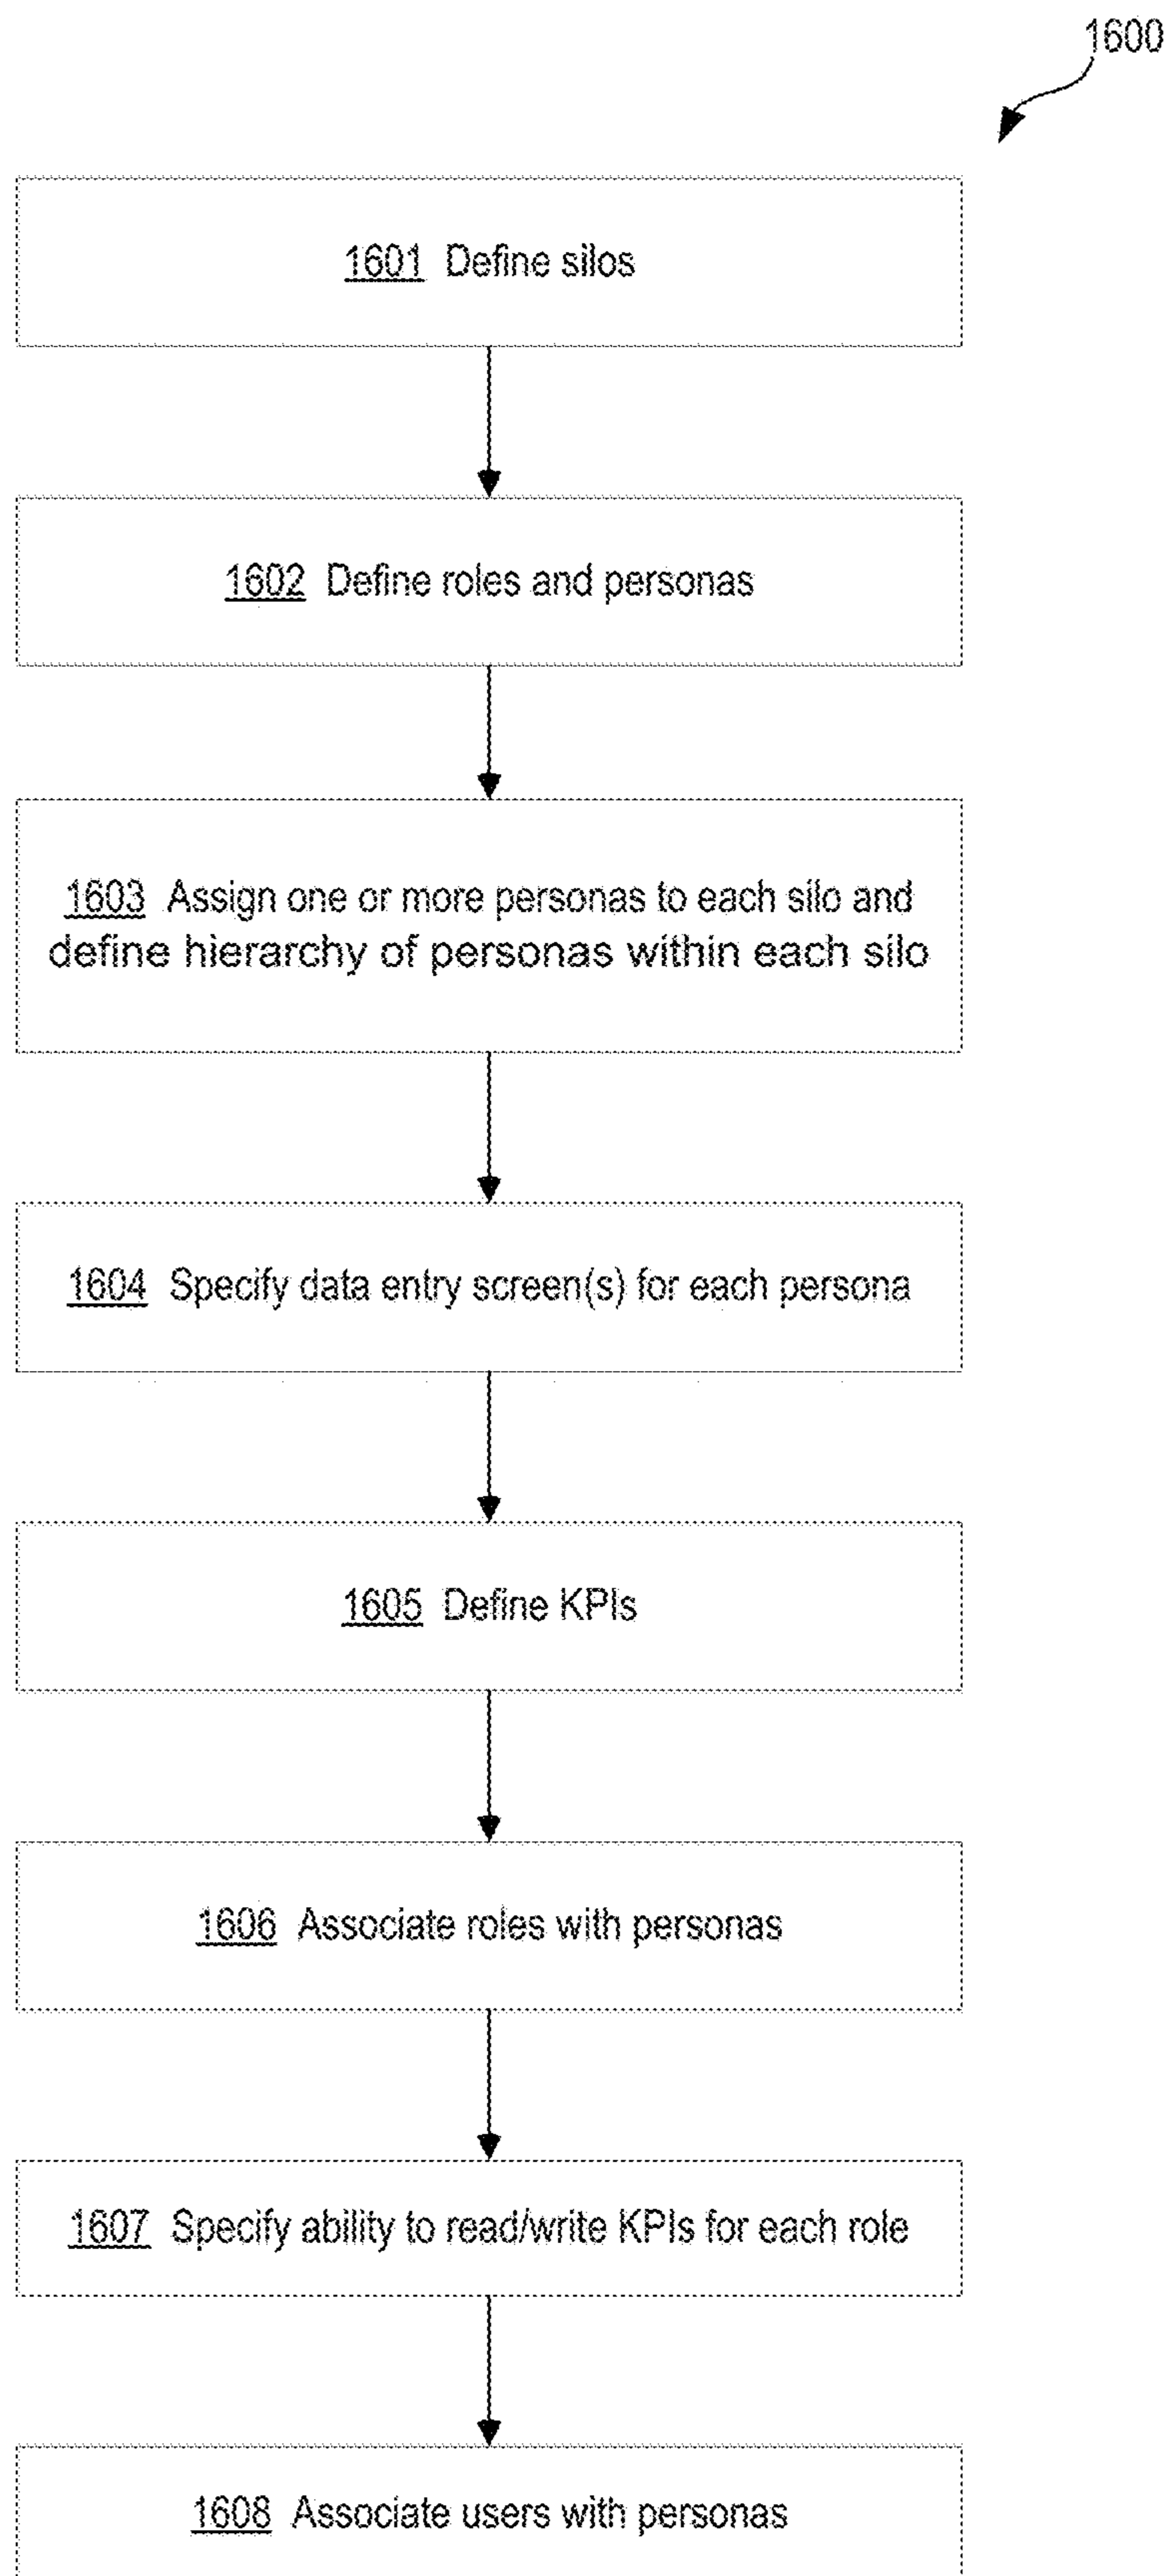 1600
1601 Define silos
1602 Define roles and personas
1603 Assign one or more personas to each silo and
define hierarchy of personas within each silo
1604 Specify data entry screen(s) for each persona
1605 Define KPIs
1606 Associate roles with personas
1607 Specify ability to read/write KPIs for each role
1608 Associate users with personas